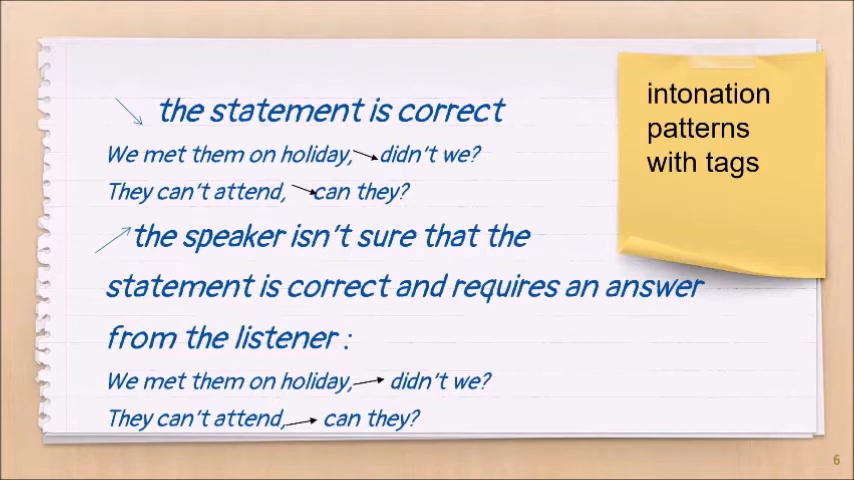 the statement is correct
We met them on holiday, didn't we?
They can't attend, can they?
the speaker isn't sure that the
statement is correct and requires an answer
from the listener :
We met them on holiday, didn't we?
They can't attend, can they?
intonation
patterns
with tags
6